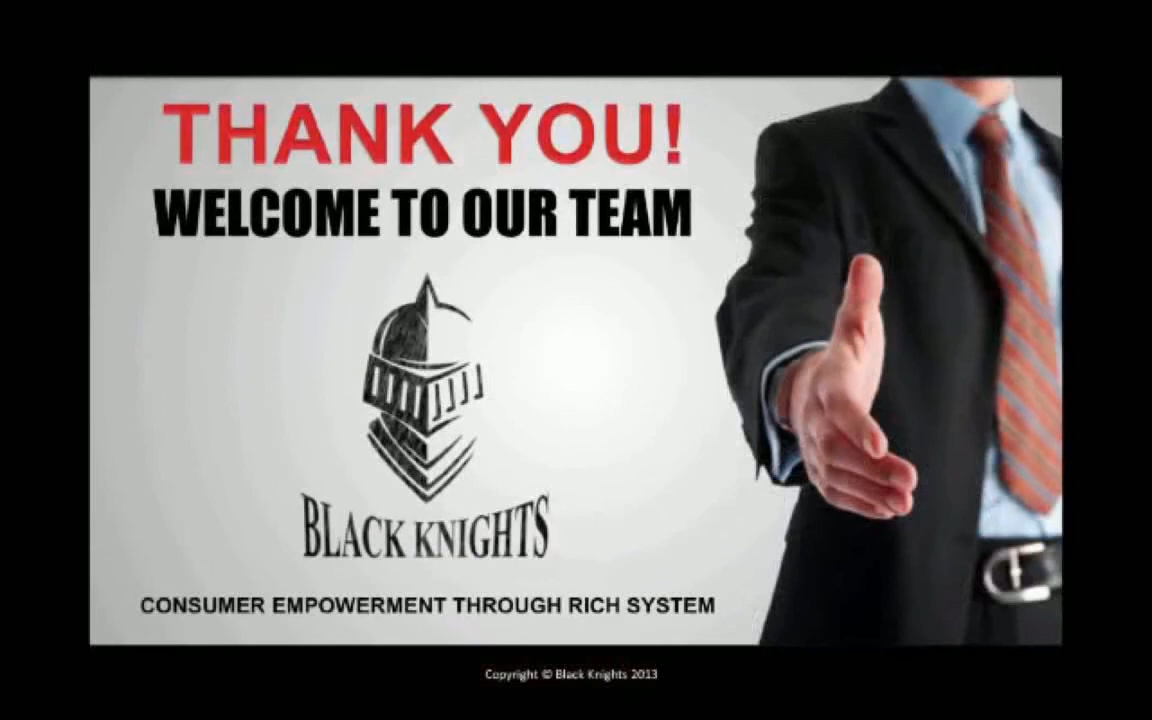 THANK YOU!
WELCOME TO OUR TEAM
BLACK KNIGHTS
CONSUMER EMPOWERMENT THROUGH RICH SYSTEM
Copyright © Black Knights 2013